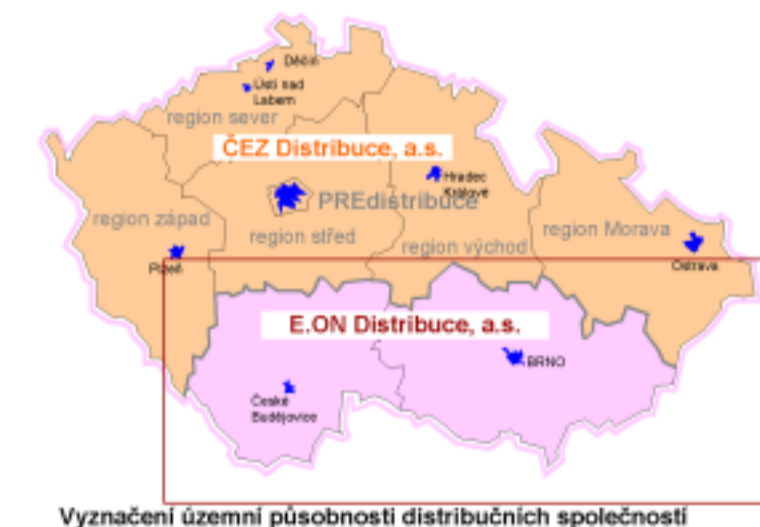 Děčín
Ústí nad
Labem
region sever
ČEZ Distribuce, a.s.
Hradec
Králové
PREdistribuce
region západ
region střed
region východ
region Morava
Plzeň
Ostrava
E.ON Distribuce, a.s.
BRNO
České
Budějovice
Vyznačení územní působnosti distribučních společností